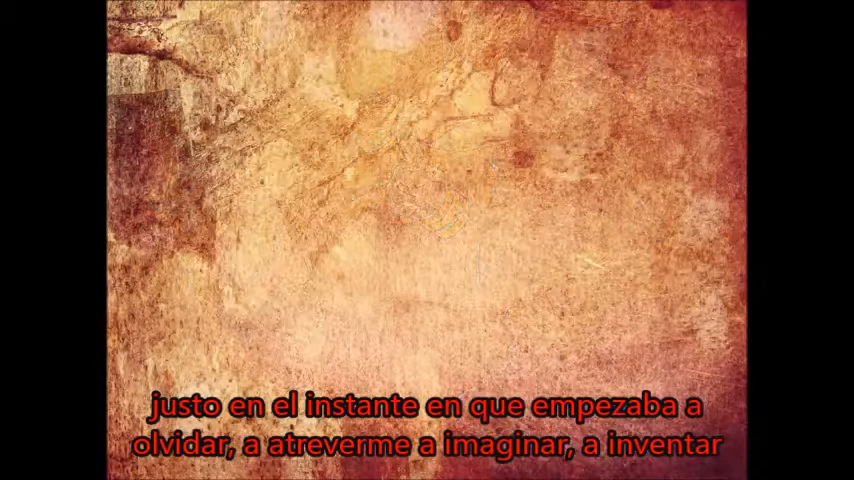 justo en el instante en que empezaba a
olvidar, a atreverme a imaginar, a inventar